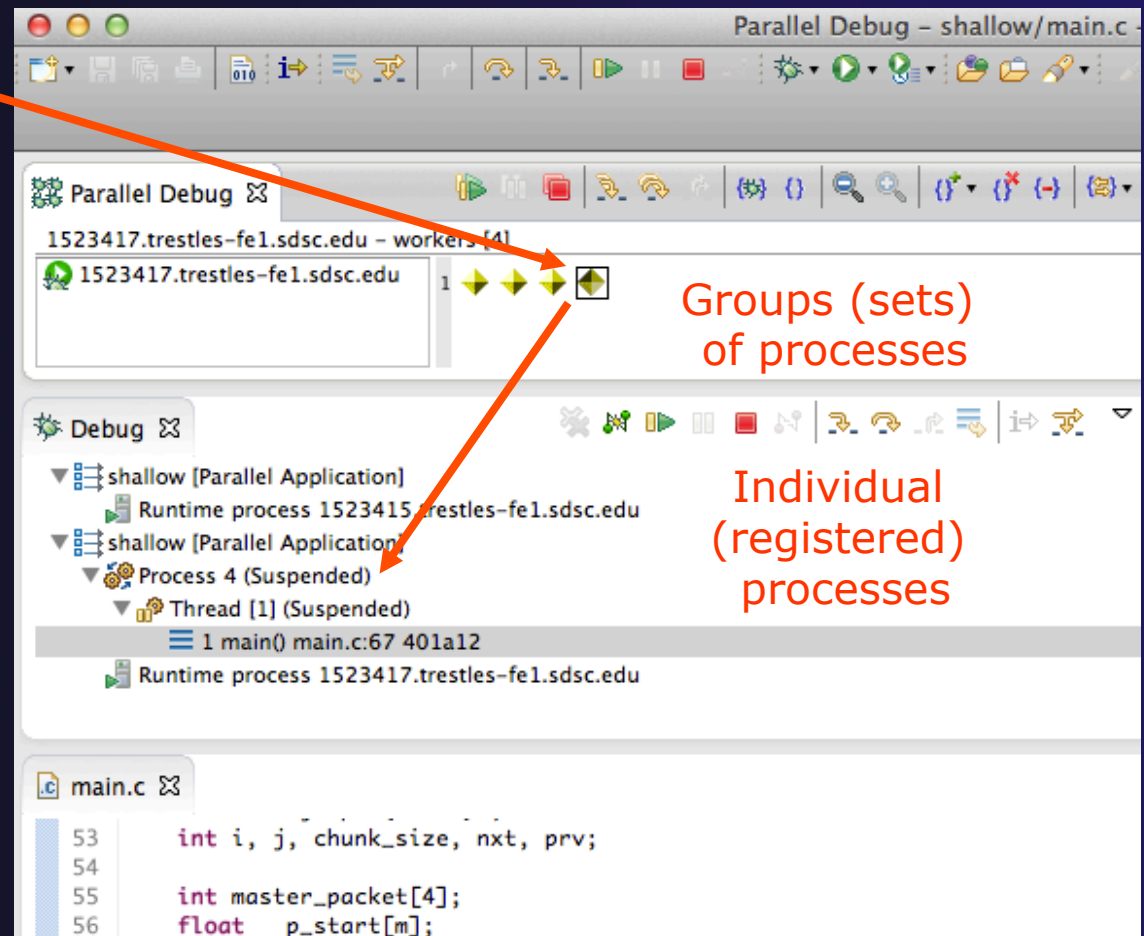 Parallel Debug – shallow/main.c –
010
Parallel Debug
1523417.trestles-fe1.sdsc.edu – workers [4]
1523417.trestles-fe1.sdsc.edu
1
Groups (sets)
of processes
Debug
shallow [Parallel Application]
Runtime process 1523415.trestles-fe1.sdsc.edu
shallow [Parallel Application]
Process 4 (Suspended)
Thread [1] (Suspended)
1 main() main.c:67 401a12
Runtime process 1523417.trestles-fe1.sdsc.edu
Individual
(registered)
processes
main.c
53 int i, j, chunk_size, nxt, prv;
54
55 int master_packet[4];
56 float p_start[m];